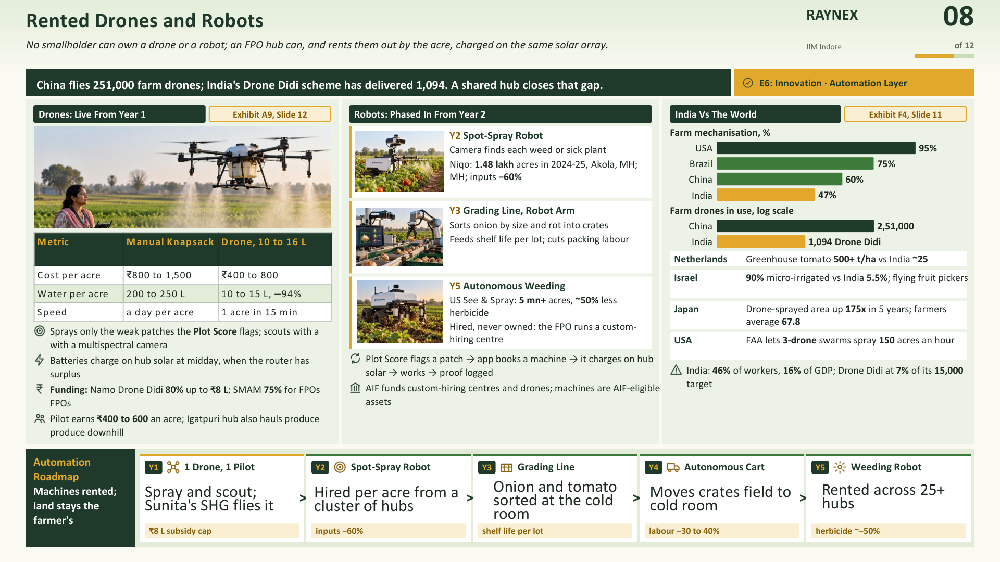 Rented Drones and Robots
No smallholder can own a drone or a robot; an FPO hub can, and rents them out by the acre, charged on the same solar array.
RAYNEX
IIM Indore
08
of 12
China flies 251,000 farm drones; India's Drone Didi scheme has delivered 1,094. A shared hub closes that gap.
E6: Innovation · Automation Layer
Drones: Live From Year 1
Exhibit A9, Slide 12
Metric
Manual Knapsack
Drone, 10 to 16 L
Cost per acre
₹800 to 1,500
₹400 to 800
Water per acre
200 to 250 L
10 to 15 L, −94%
Speed
a day per acre
1 acre in 15 min
Sprays only the weak patches the Plot Score flags; scouts with a
with a multispectral camera
Batteries charge on hub solar at midday, when the router has
surplus
₹ Funding: Namo Drone Didi 80% up to ₹8 L; SMAM 75% for FPOs
FPOs
Pilot earns ₹400 to 600 an acre; Igatpuri hub also hauls produce
produce downhill
Robots: Phased In From Year 2
Y2 Spot-Spray Robot
Camera finds each weed or sick plant
Niqo: 1.48 lakh acres in 2024-25, Akola, MH;
MH; inputs −60%
Y3 Grading Line, Robot Arm
Sorts onion by size and rot into crates
Feeds shelf life per lot; cuts packing labour
Y5 Autonomous Weeding
US See & Spray: 5 mn+ acres, ~50% less
herbicide
Hired, never owned: the FPO runs a custom-
hiring centre
Plot Score flags a patch → app books a machine → it charges on hub
solar → works → proof logged
AIF funds custom-hiring centres and drones; machines are AIF-eligible
assets
India Vs The World
Exhibit F4, Slide 11
Farm mechanisation, %
USA 95%
Brazil 75%
China 60%
India 47%
Farm drones in use, log scale
China 2,51,000
India 1,094 Drone Didi
Netherlands
Greenhouse tomato 500+ t/ha vs India ~25
Israel
90% micro-irrigated vs India 5.5%; flying fruit pickers
Japan
Drone-sprayed area up 175x in 5 years; farmers
average 67.8
USA
FAA lets 3-drone swarms spray 150 acres an hour
India: 46% of workers, 16% of GDP; Drone Didi at 7% of its 15,000
target
Automation
Roadmap
Machines rented;
land stays the
farmer's
Y1 1 Drone, 1 Pilot
Spray and scout;
Sunita's SHG flies it
₹8 L subsidy cap
>
Y2 Spot-Spray Robot
Hired per acre from a
cluster of hubs
inputs −60%
>
Y3 Grading Line
Onion and tomato
sorted at the cold
room
shelf life per lot
>
Y4 Autonomous Cart
Moves crates field to
cold room
labour −30 to 40%
>
Y5 Weeding Robot
Rented across 25+
hubs
herbicide ~−50%